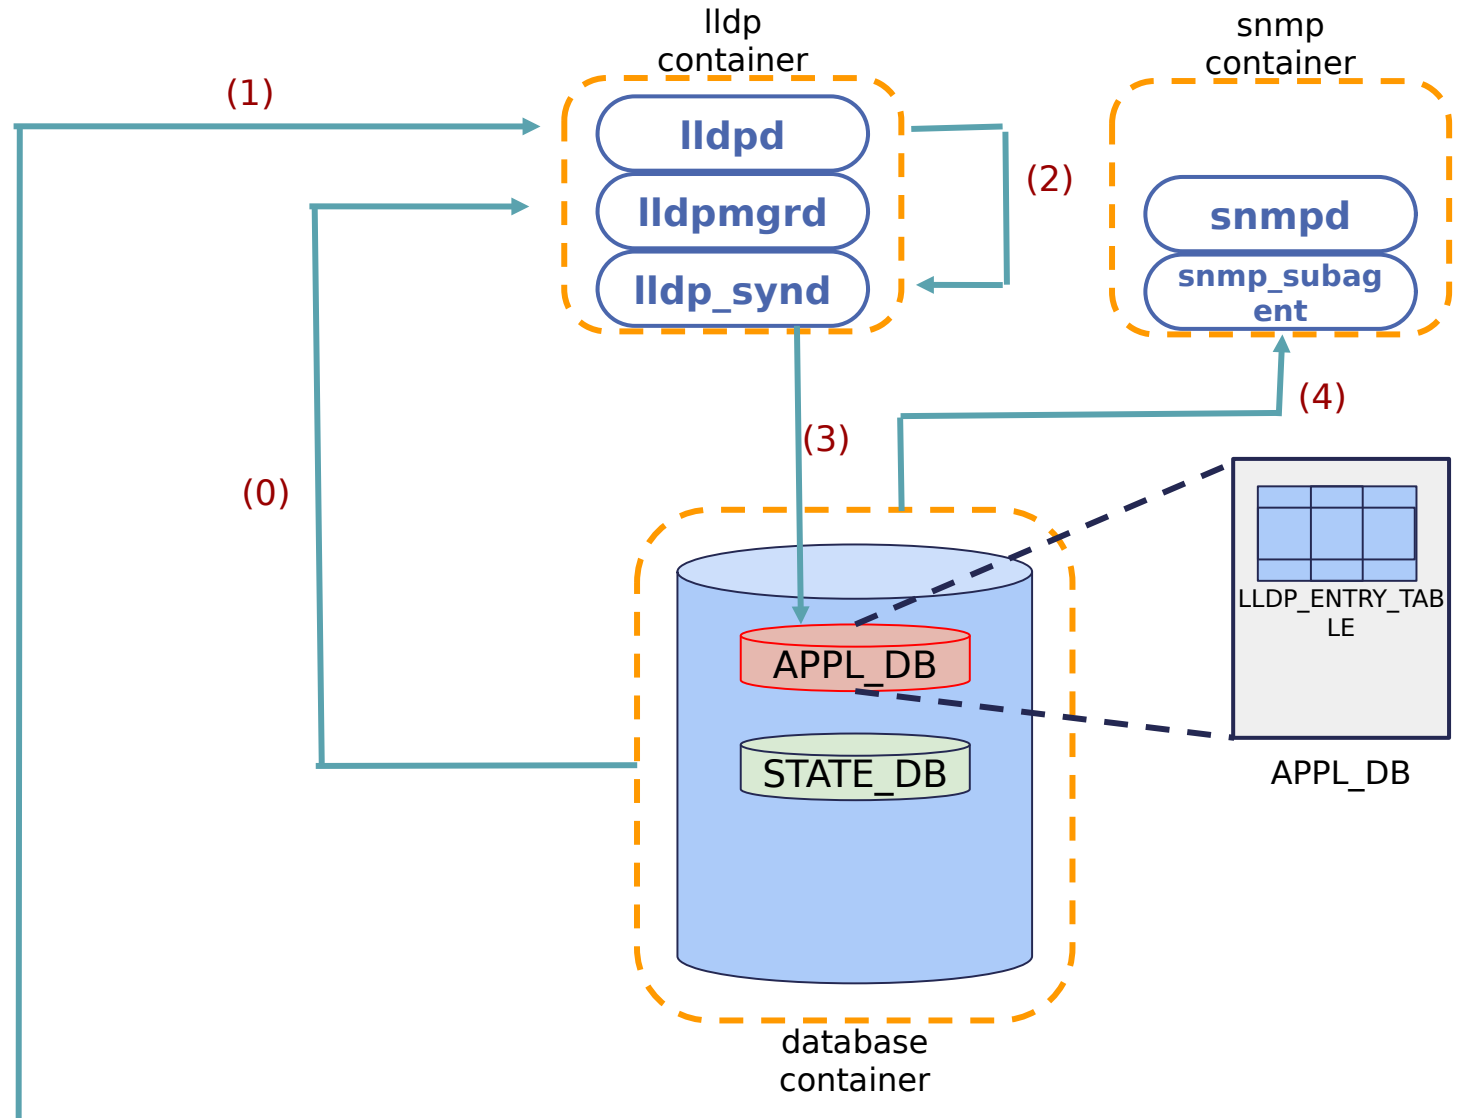 lldp
container
snmp
container
(1)
lldpd
(2)
lldpmgrd
snmpd
lldp_synd
snmp_subag
ent
(4)
(3)
(0)
LLDP_ENTRY_TAB
LE
APPL_DB
STATE_DB
APPL_DB
database
container